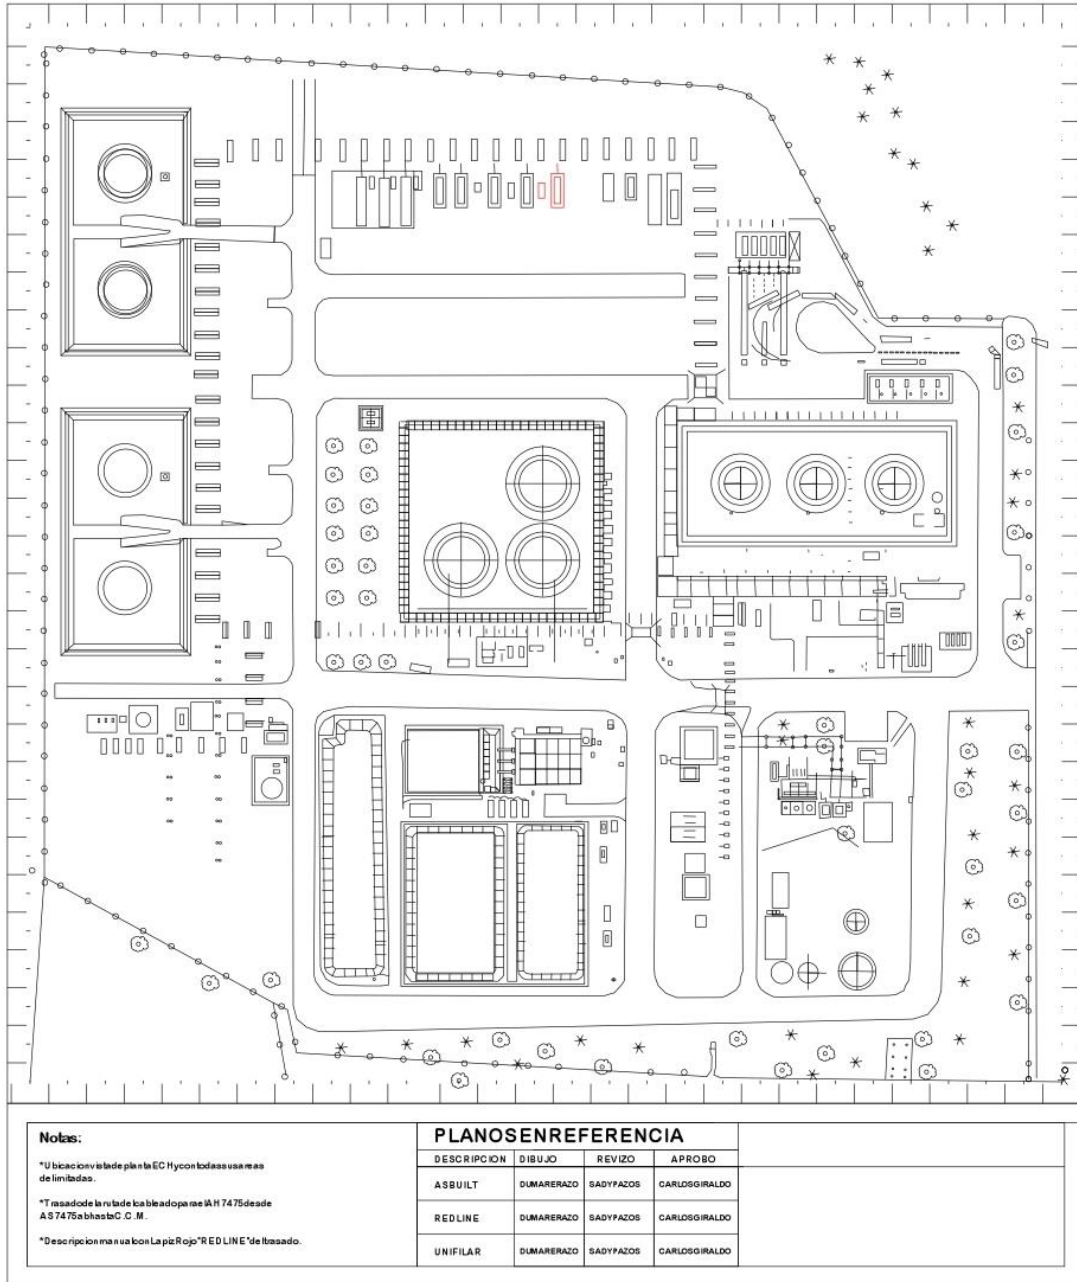 Notas:
*UbicacionvistadeplantaECHycontodassusareas
delimitadas.
*TrasadodelarutadelcableadoparaelAH7475desde
AS7475abhastaC.C.M.
*DescripcionmanualconLapizRojo"REDLINE"deltrasado.
PLANOSENREFERENCIA
DESCRIPCION DIBUJO REVIZO APROBO
ASBUILT DUMARERAZO SADYPAZOS CARLOSGIRALDO
REDLINE DUMARERAZO SADYPAZOS CARLOSGIRALDO
UNIFILAR DUMARERAZO SADYPAZOS CARLOSGIRALDO